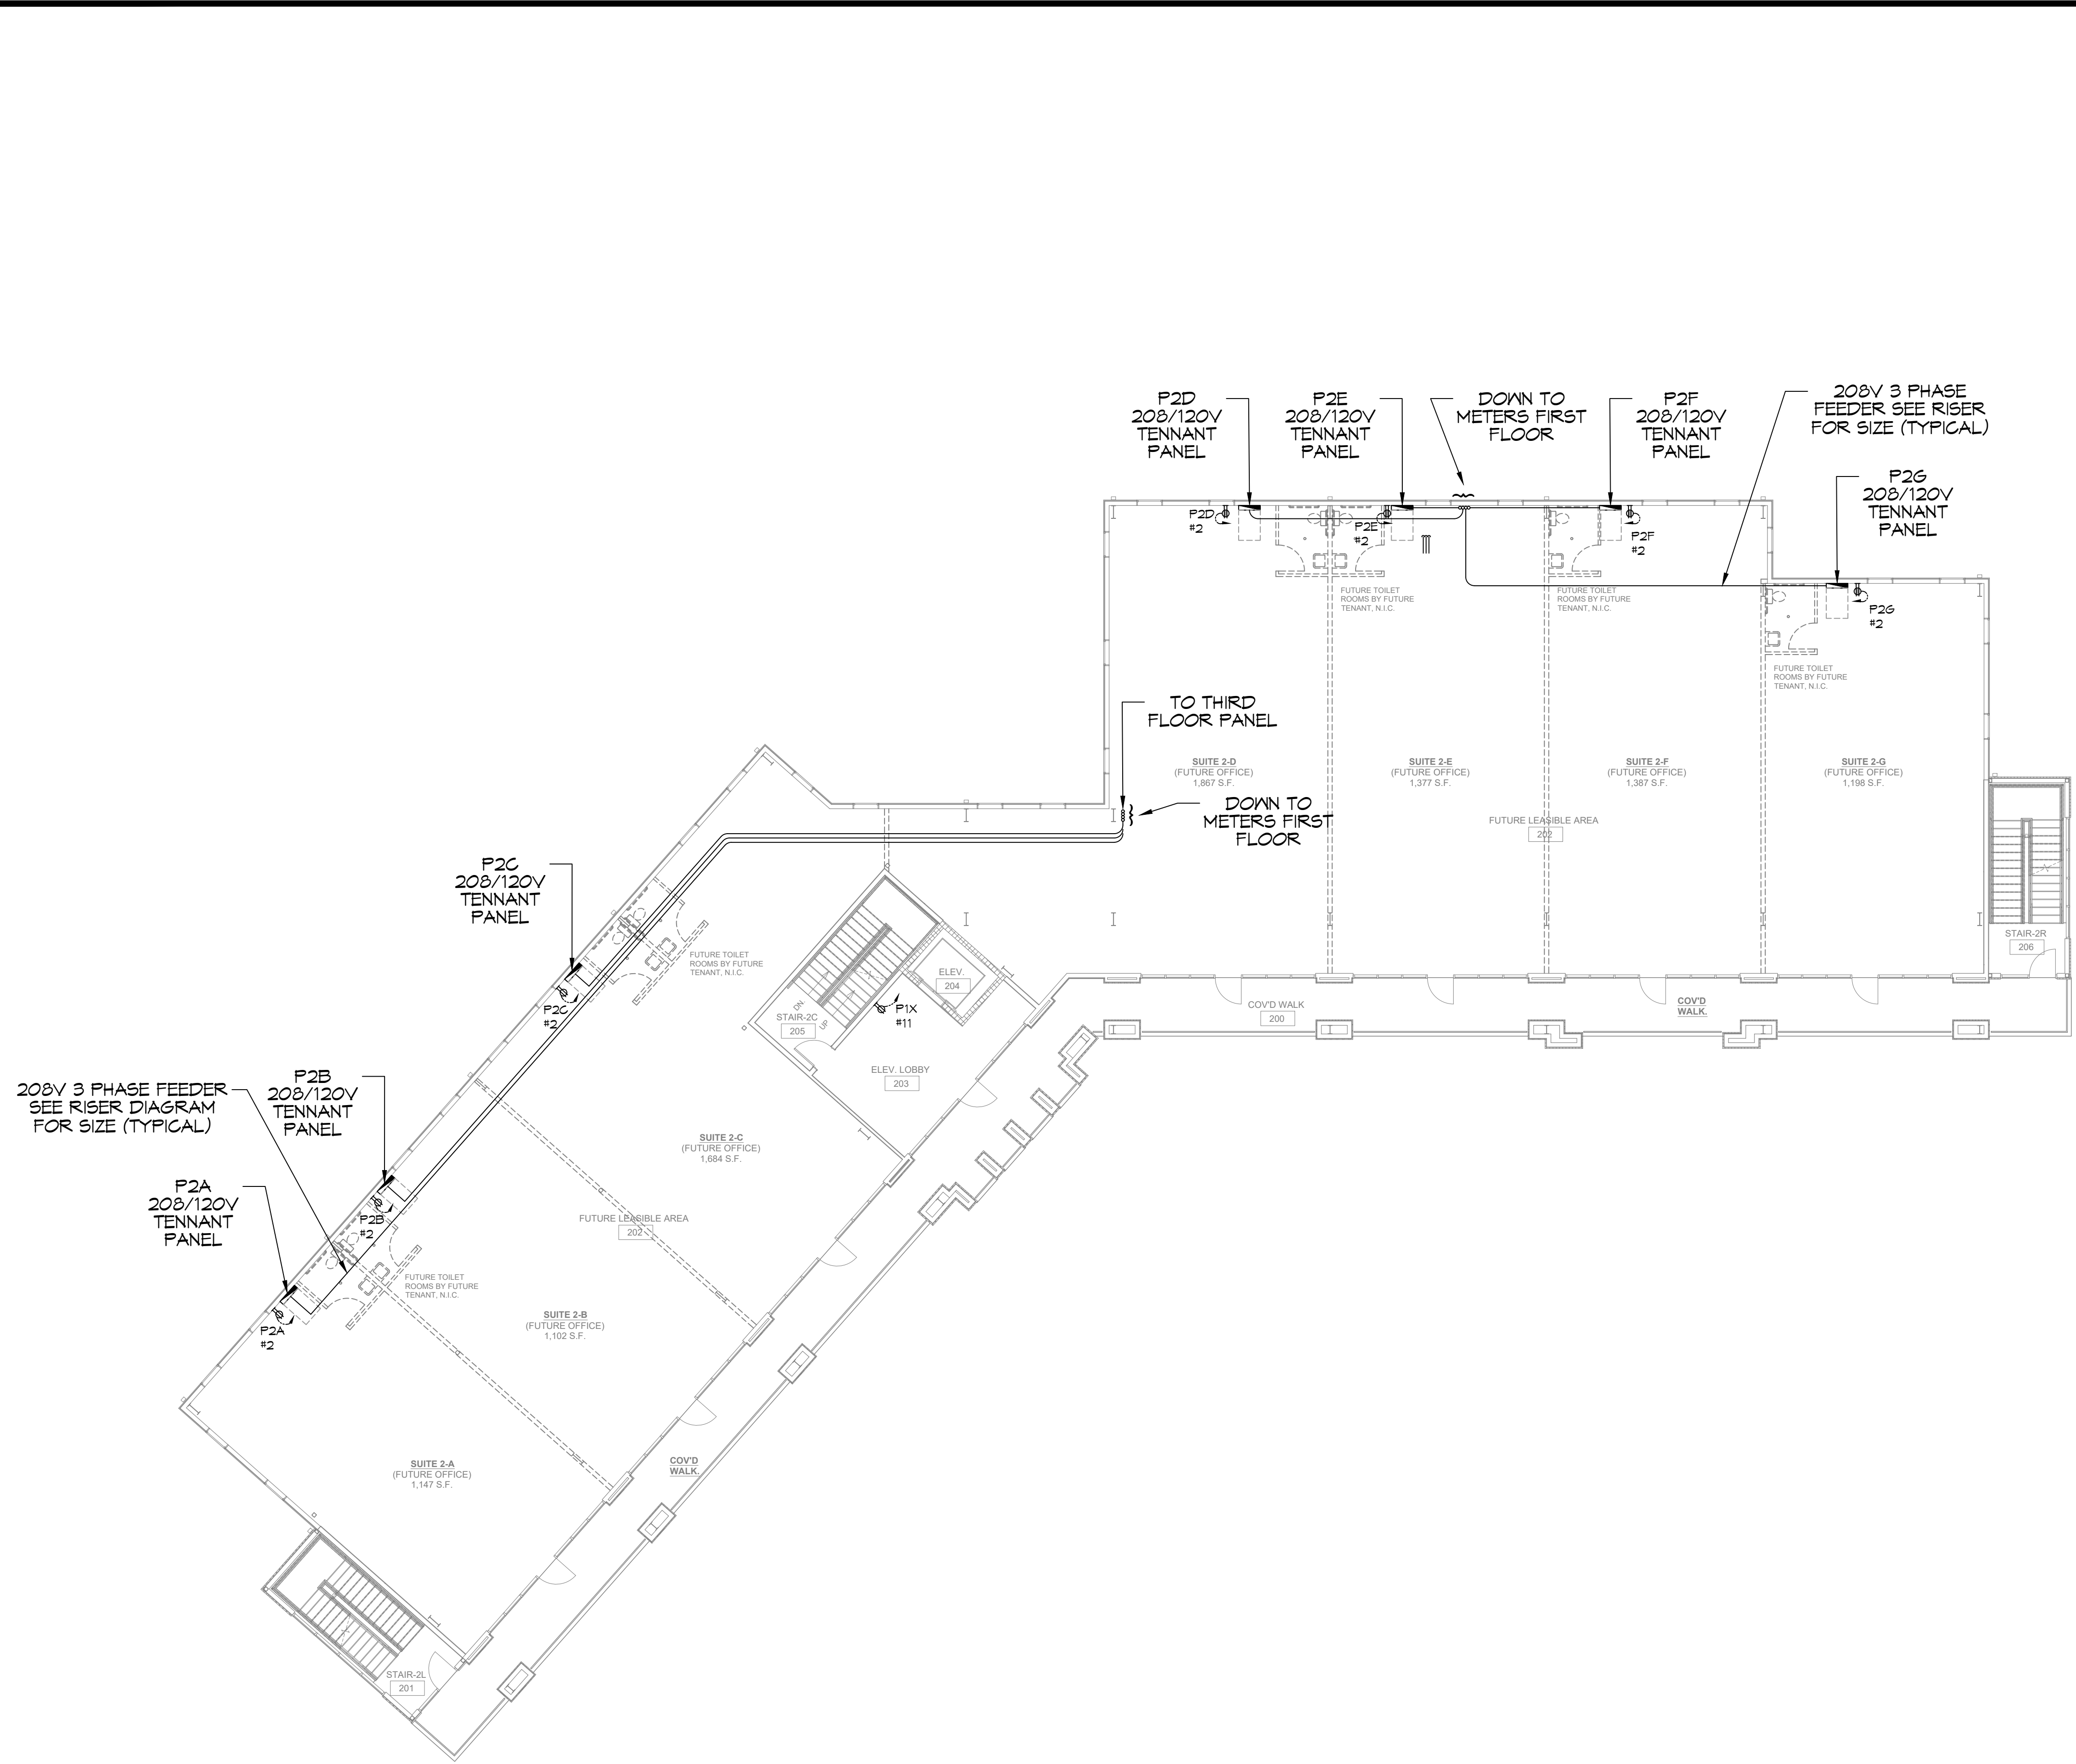 P2D
208/120V
TENNANT
PANEL
P2E
208/120V
TENNANT
PANEL
DOWN TO
METERS FIRST
FLOOR
P2F
208/120V
TENNANT
PANEL
208V 3 PHASE
FEEDER SEE RISER
FOR SIZE (TYPICAL)
P2G
208/120V
TENNANT
PANEL
P2D
#2
P2E
#2
P2F
#2
P2G
#2
FUTURE TOILET
ROOMS BY FUTURE
TENANT, N.I.C.
FUTURE TOILET
ROOMS BY FUTURE
TENANT, N.I.C.
FUTURE TOILET
ROOMS BY FUTURE
TENANT, N.I.C.
TO THIRD
FLOOR PANEL
SUITE 2-D
(FUTURE OFFICE)
1,867 S.F.
SUITE 2-E
(FUTURE OFFICE)
1,377 S.F.
SUITE 2-F
(FUTURE OFFICE)
1,387 S.F.
SUITE 2-G
(FUTURE OFFICE)
1,198 S.F.
DOWN TO
METERS FIRST
FLOOR
FUTURE LEASIBLE AREA
202
P2C
208/120V
TENNANT
PANEL
STAIR-2R
206
FUTURE TOILET
ROOMS BY FUTURE
TENANT, N.I.C.
ELEV.
204
P2C
#2
DN.
UP
STAIR-2C
205
P1X
#11
COV'D WALK
200
COV'D
WALK.
ELEV. LOBBY
203
208V 3 PHASE FEEDER
SEE RISER DIAGRAM
FOR SIZE (TYPICAL)
P2B
208/120V
TENNANT
PANEL
SUITE 2-C
(FUTURE OFFICE)
1,684 S.F.
P2A
208/120V
TENNANT
PANEL
P2B
#2
FUTURE LEASIBLE AREA
202
FUTURE TOILET
ROOMS BY FUTURE
TENANT, N.I.C.
P2A
#2
SUITE 2-B
(FUTURE OFFICE)
1,102 S.F.
SUITE 2-A
(FUTURE OFFICE)
1,147 S.F.
COV'D
WALK.
STAIR-2L
201